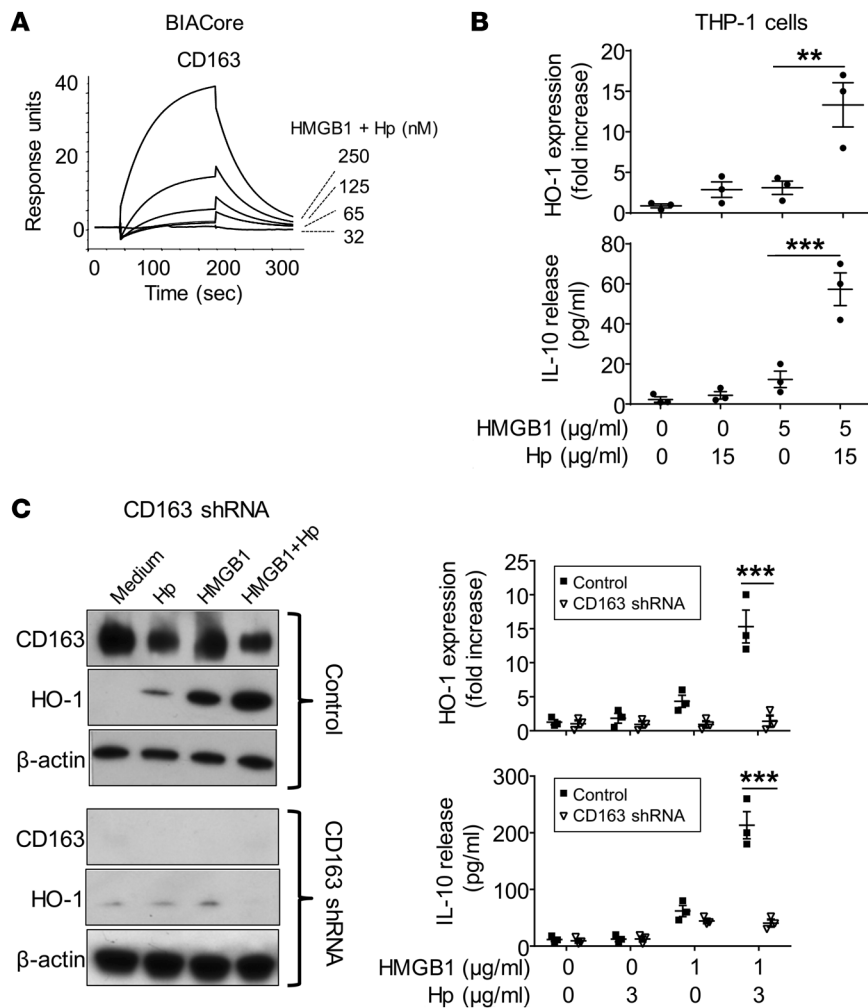 A
BIACore
CD163
Response units
40
20
0
HMGB1 + Hp (nM)
250
125
65
32
0
100
200
300
Time (sec)
B
THP-1 cells
HO-1 expression
(fold increase)
20
15
10
5
0
**
IL-10 release
(pg/ml)
80
60
40
20
0
***
HMGB1 (µg/ml) 0 0 5 5
Hp (µg/ml) 0 15 0 15
C
CD163 shRNA
Medium
Hp
HMGB1
HMGB1+Hp
CD163
HO-1
β-actin
Control
CD163
HO-1
β-actin
CD163 shRNA
HO-1 expression
(fold increase)
25
20
15
10
5
0
Control
CD163 shRNA
***
IL-10 release
(pg/ml)
300
200
100
50
0
Control
CD163 shRNA
***
HMGB1 (µg/ml) 0 0 1 1
Hp (µg/ml) 0 3 0 3